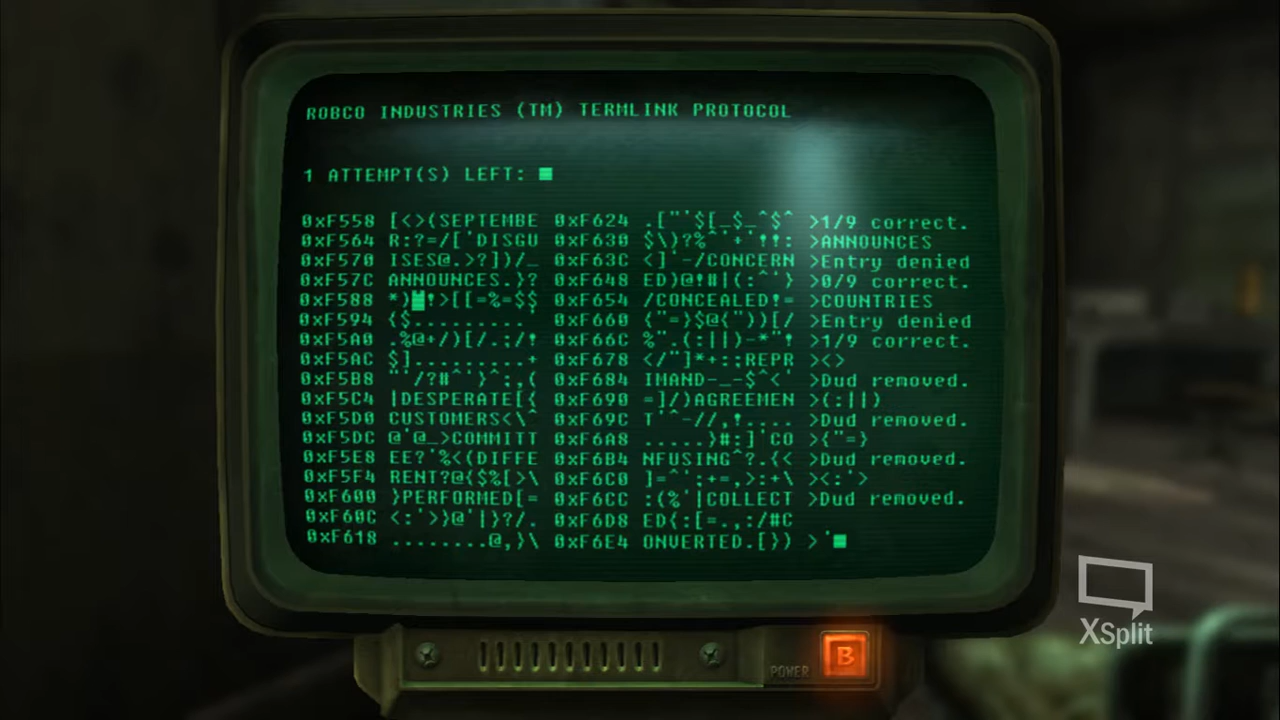 ROBCO INDUSTRIES (TM) TERMLINK PROTOCOL
1 ATTEMPT(S) LEFT:
0xF558 [<>(SEPTEMBE 0xF624 .["'$[_$_^$^ >1/9 correct.
0xF564 R:?=/['DISGU 0xF630 $\)?%^`+'!!: >ANNOUNCES
0xF570 ISES@.>?])/_ 0xF63C <]'-/CONCERN >Entry denied
0xF57C ANNOUNCES.}? 0xF648 ED)@!#|(:^'} >0/9 correct.
0xF588 *) !>[[=%=$$ 0xF654 /CONCEALED!= >COUNTRIES
0xF594 {$......... 0xF660 {"=}$@{"))[/ >Entry denied
0xF5A0 .%@+/)[/.:/! 0xF66C %".(:||)-*"! >1/9 correct.
0xF5AC $].........+ 0xF678 </"]*+:;REPR ><>
0xF5B8 "'/?#^`}^;,( 0xF684 IMAND-_-$^<' >Dud removed.
0xF5C4 |DESPERATE[{ 0xF690 =]/)AGREEMEN >(:||)
0xF5D0 CUSTOMERS<\^ 0xF69C T'^-//,!.... >Dud removed.
0xF5DC @'@_>COMMITT 0xF6A8 .....}#:]'CO >{"=}
0xF5E8 EE?'%<(DIFFE 0xF6B4 NFUSING^?.{< >Dud removed.
0xF5F4 RENT?@{$%[>\ 0xF6C0 ]=^';+=,>:+\ ><:'>
0xF600 }PERFORMED[= 0xF6CC :(%'|COLLECT >Dud removed.
0xF60C <:'>}@'|}?/. 0xF6D8 ED{:[=.,:/#C
0xF618 ........@,}\ 0xF6E4 ONVERTED.[}) >'
POWER
B
XSplit